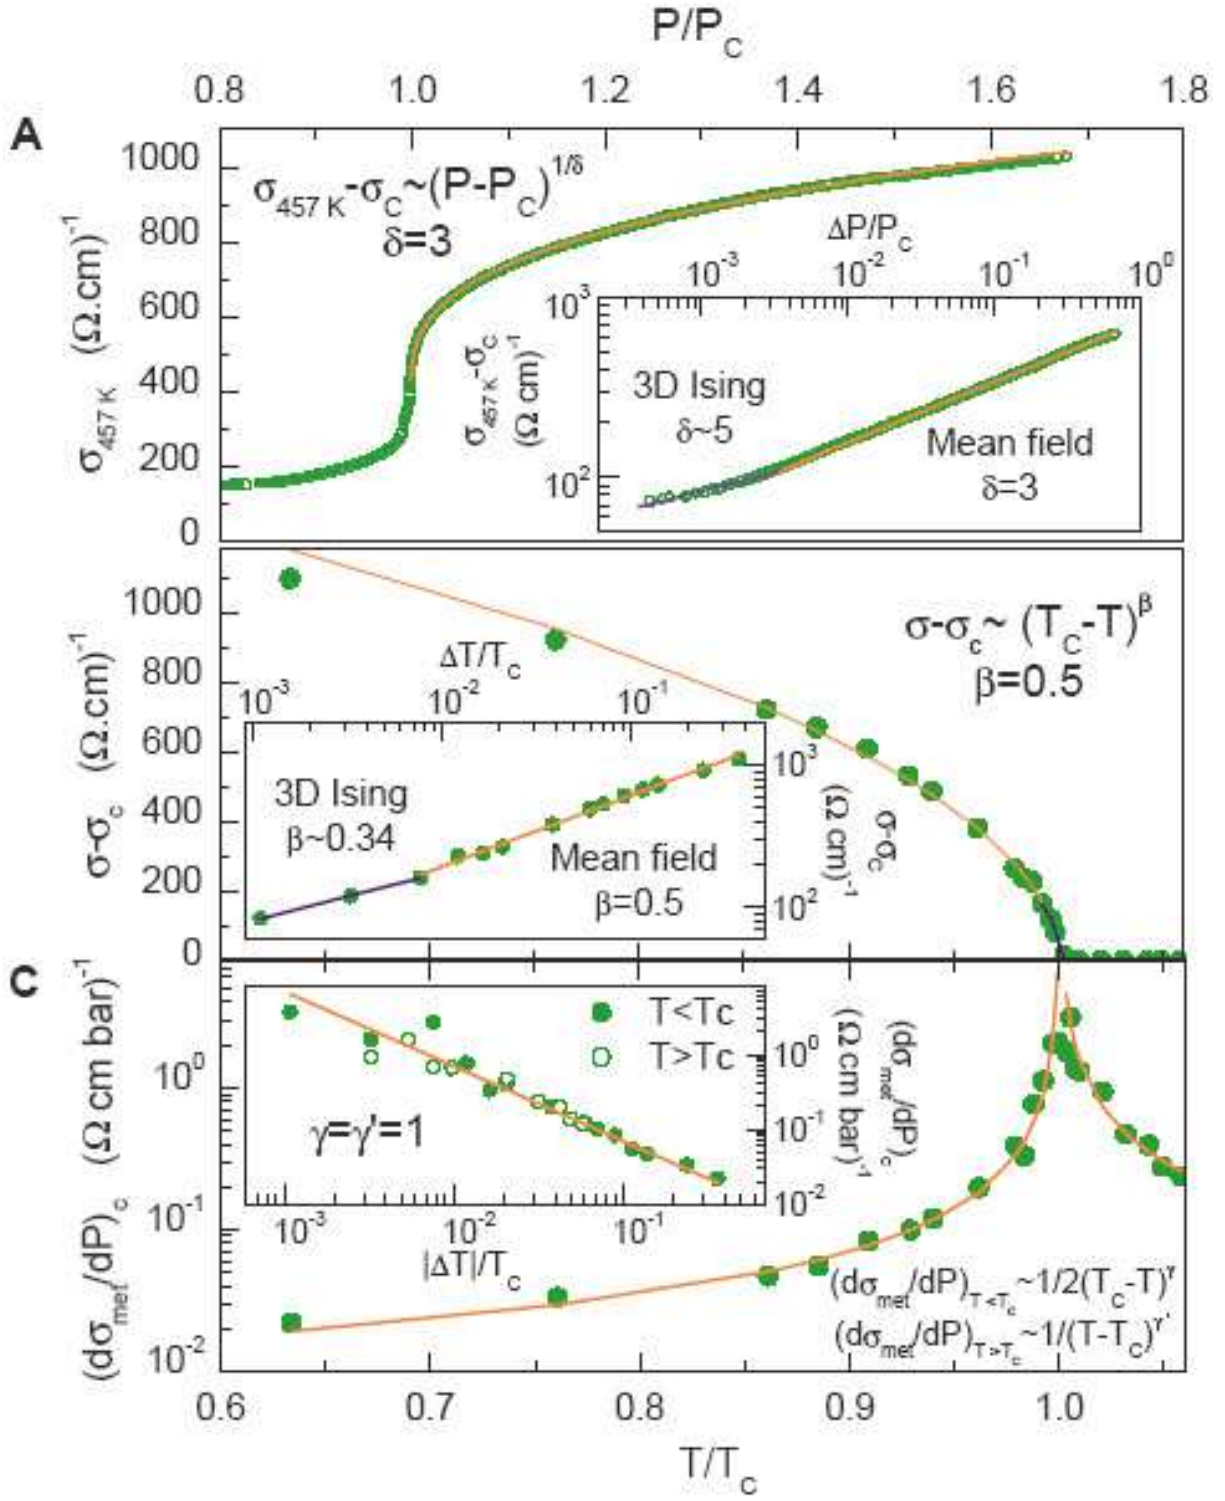 P/P_C
0.8 1.0 1.2 1.4 1.6 1.8
A
σ_457 K (Ω.cm)^-1
1000
800
600
400
200
0
σ_457 K-σ_C~(P-P_C)^1/δ
δ=3
ΔP/P_C
10^-3 10^-2 10^-1 10^0
σ_457 K-σ_C
(Ω cm)^-1
10^3
10^2
3D Ising
δ~5
Mean field
δ=3
σ-σ_c (Ω.cm)^-1
1000
800
600
400
200
0
σ-σ_c~ (T_C-T)^β
β=0.5
ΔT/T_C
10^-3 10^-2 10^-1
3D Ising
β~0.34
Mean field
β=0.5
10^3
10^2
σ-σ_C
(Ω cm)^-1
C
(dσ_met/dP)_c (Ω cm bar)^-1
10^0
10^-1
10^-2
T<Tc
T>Tc
γ=γ'=1
10^0
10^-1
10^-2
(dσ_met/dP)_c
(Ω cm bar)^-1
10^-3 10^-2 10^-1
|ΔT|/T_C
(dσ_met/dP)_T<T_c~1/2(T_C-T)^γ
(dσ_met/dP)_T>T_c~1/(T-T_C)^γ'
0.6 0.7 0.8 0.9 1.0
T/T_C